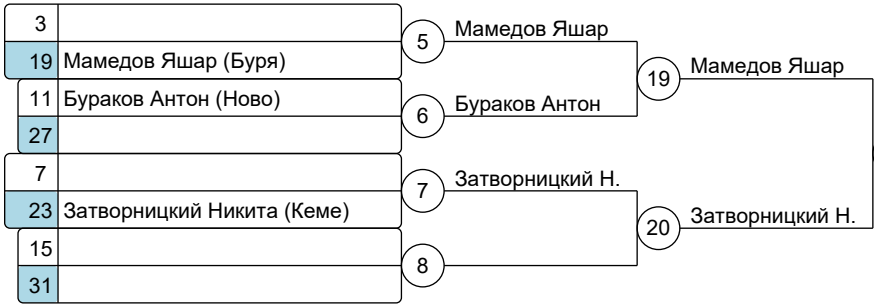 3
19 Мамедов Яшар (Буря)
5 Мамедов Яшар
11 Бураков Антон (Ново)
27
6 Бураков Антон
19 Мамедов Яшар
7
23 Затворницкий Никита (Кеме)
7 Затворницкий Н.
15
31
8
20 Затворницкий Н.